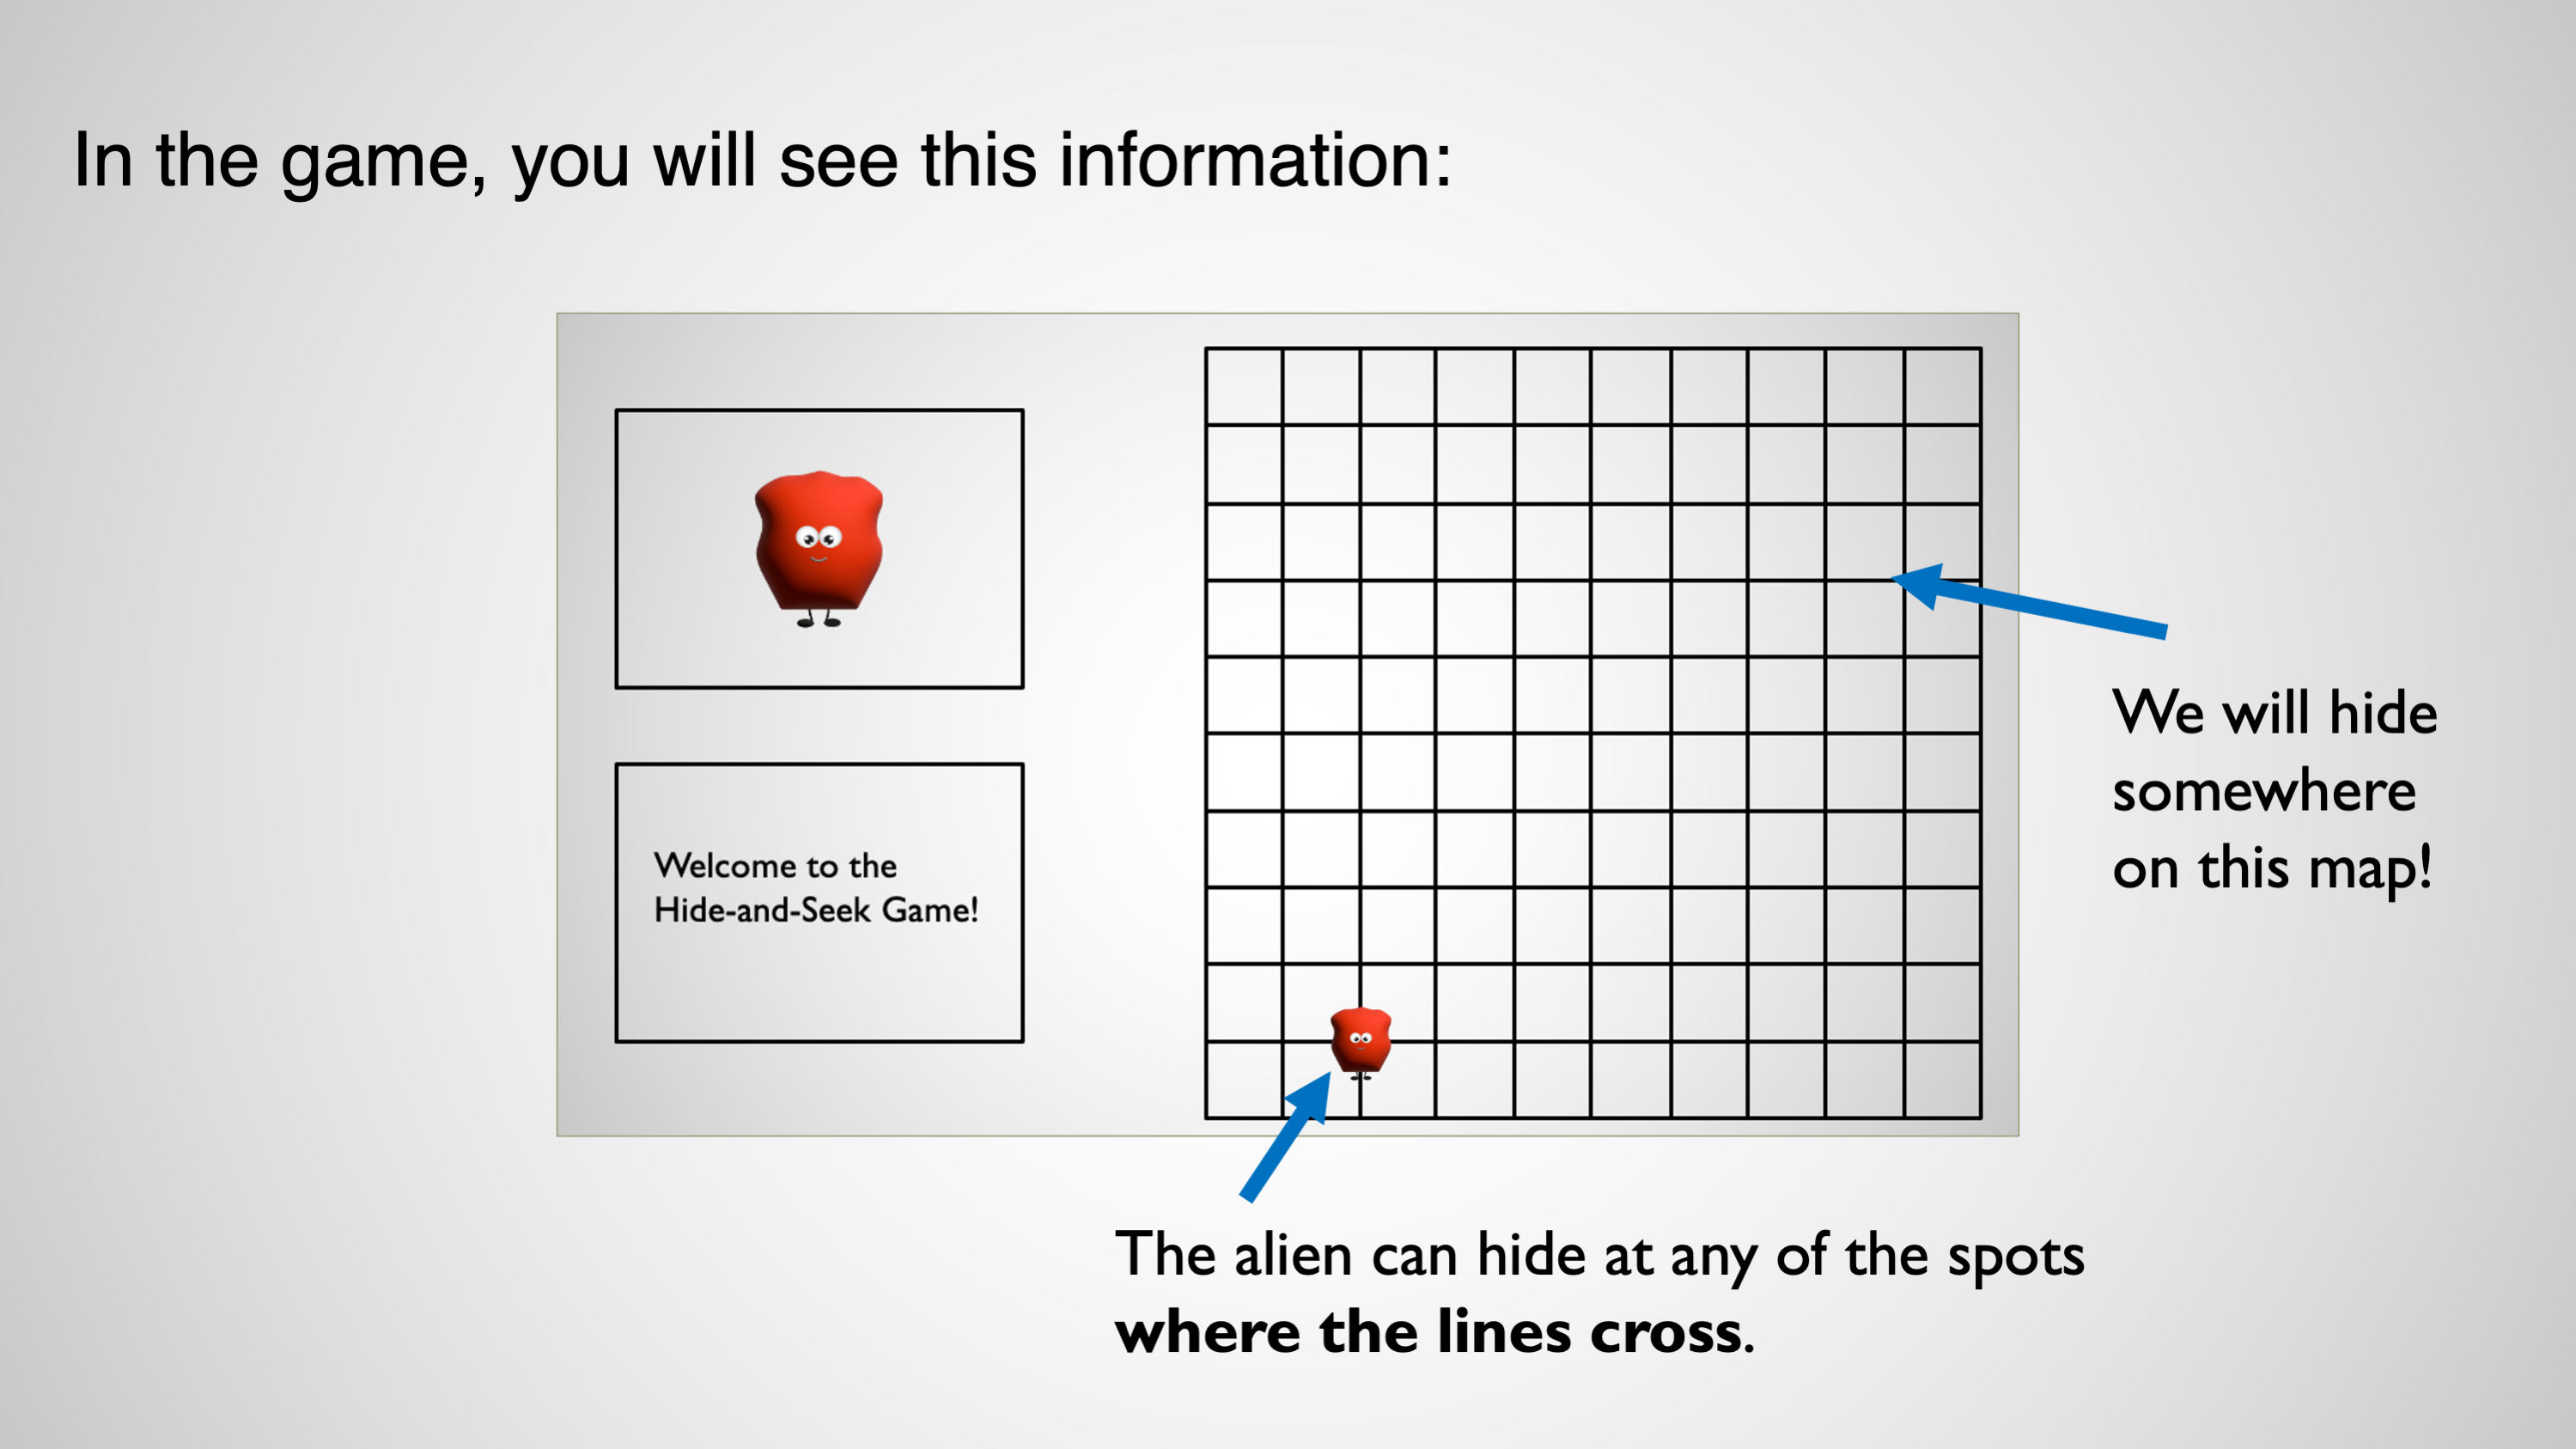 In the game, you will see this information:
Welcome to the
Hide-and-Seek Game!
We will hide
somewhere
on this map!
The alien can hide at any of the spots
where the lines cross.